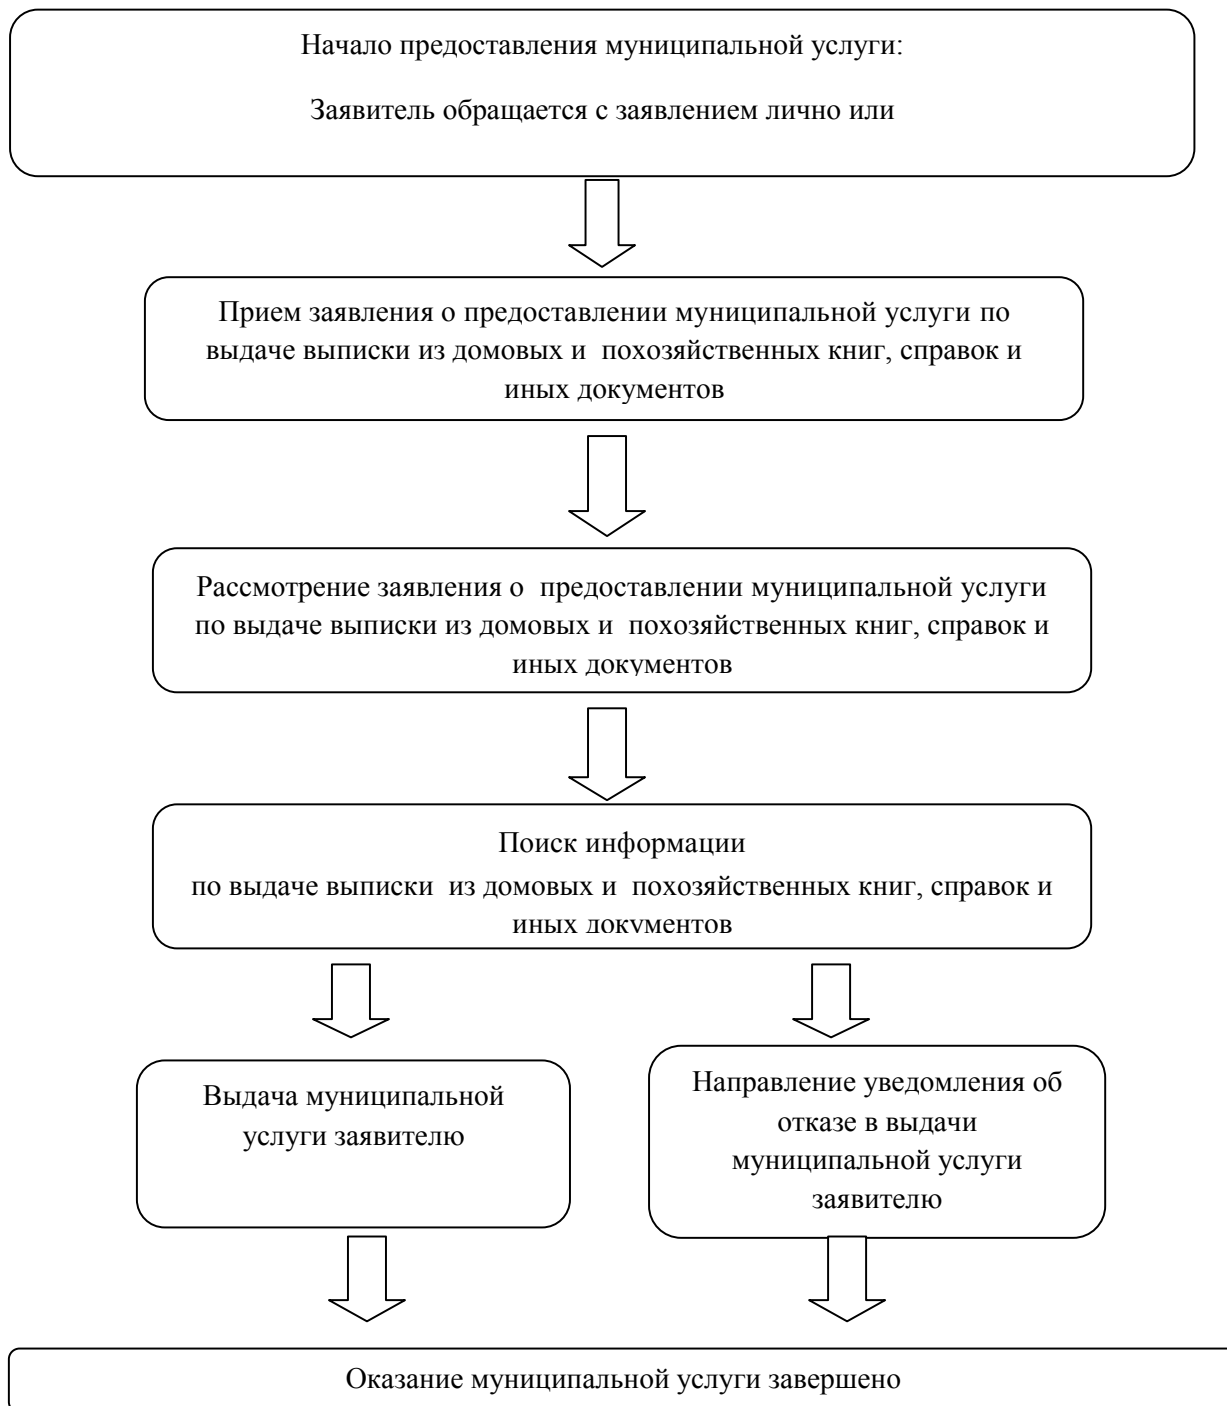 Начало предоставления муниципальной услуги:
Заявитель обращается с заявлением лично или
Прием заявления о предоставлении муниципальной услуги по
выдаче выписки из домовых и похозяйственных книг, справок и
иных документов
Рассмотрение заявления о предоставлении муниципальной услуги
по выдаче выписки из домовых и похозяйственных книг, справок и
иных документов
Поиск информации
по выдаче выписки из домовых и похозяйственных книг, справок и
иных документов
Выдача муниципальной
услуги заявителю
Направление уведомления об
отказе в выдачи
муниципальной услуги
заявителю
Оказание муниципальной услуги завершено